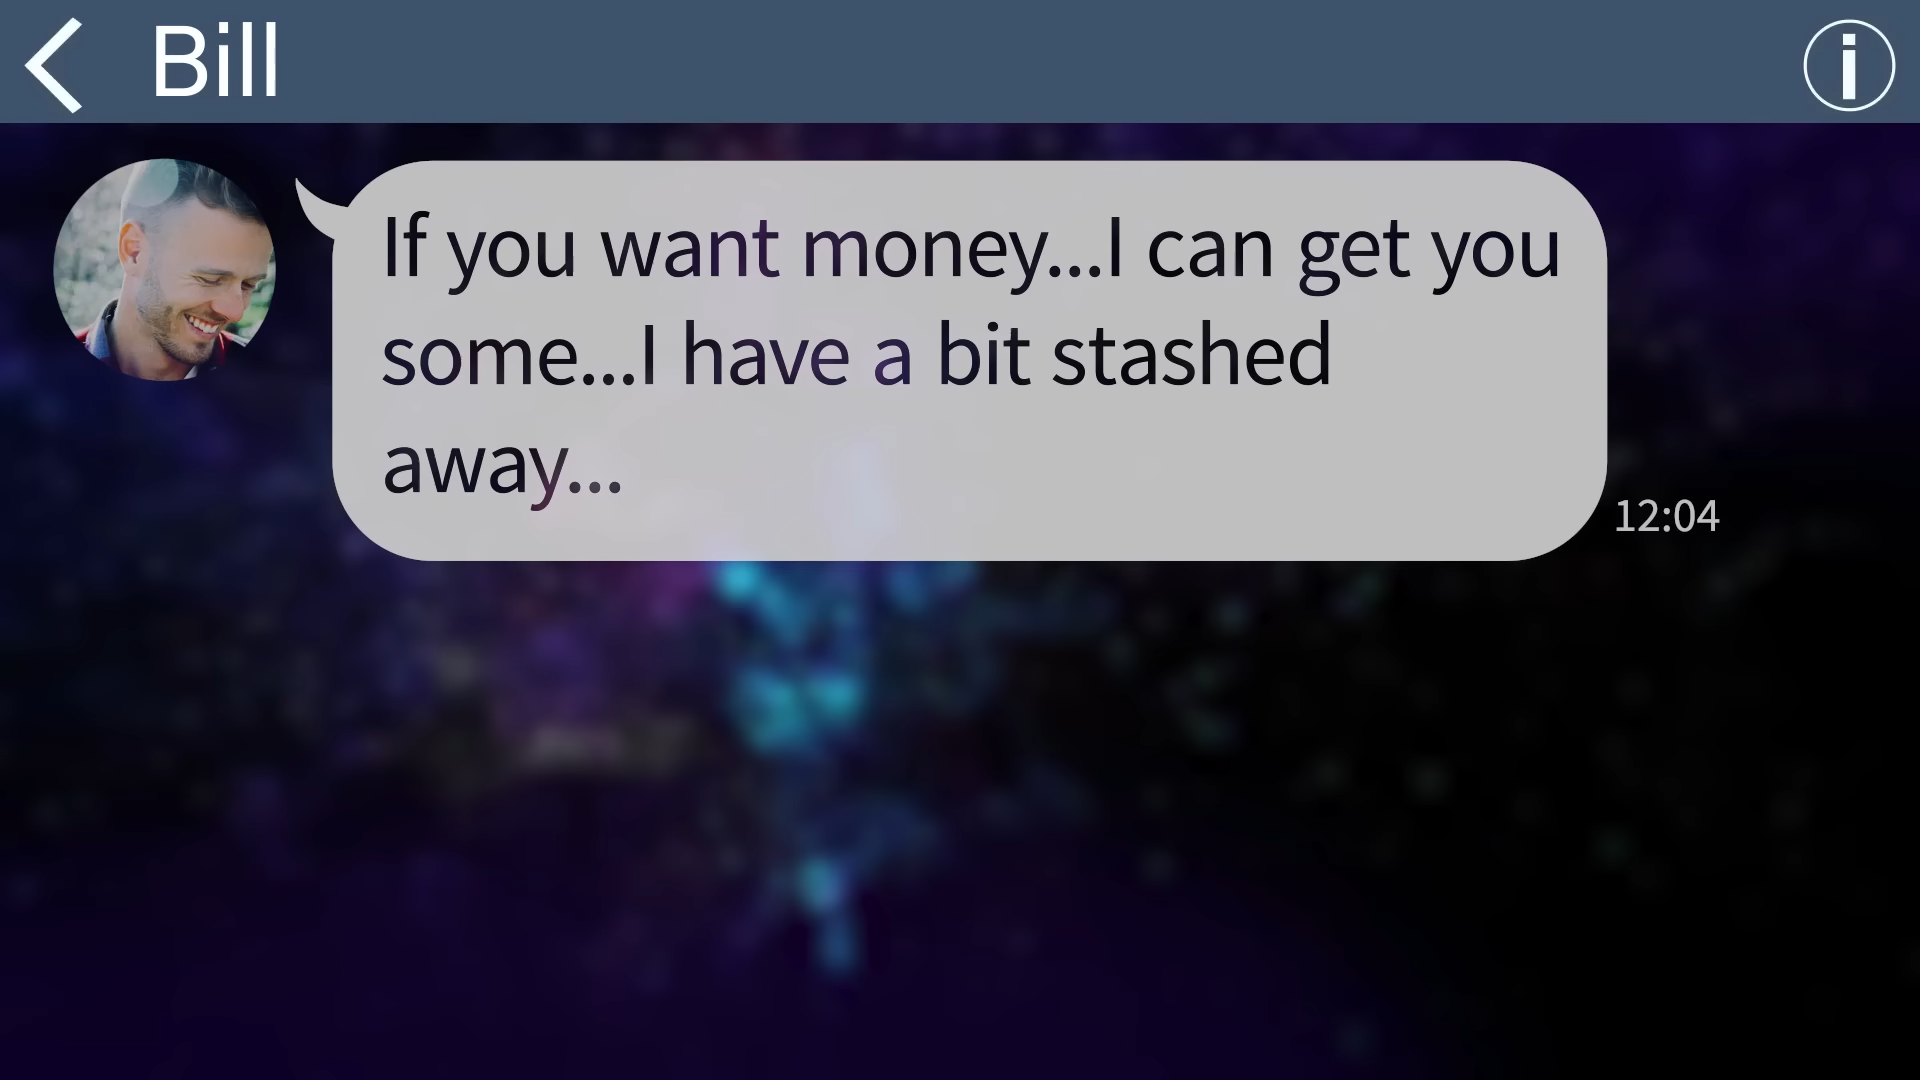 Bill
If you want money...I can get you
some...I have a bit stashed
away...
12:04